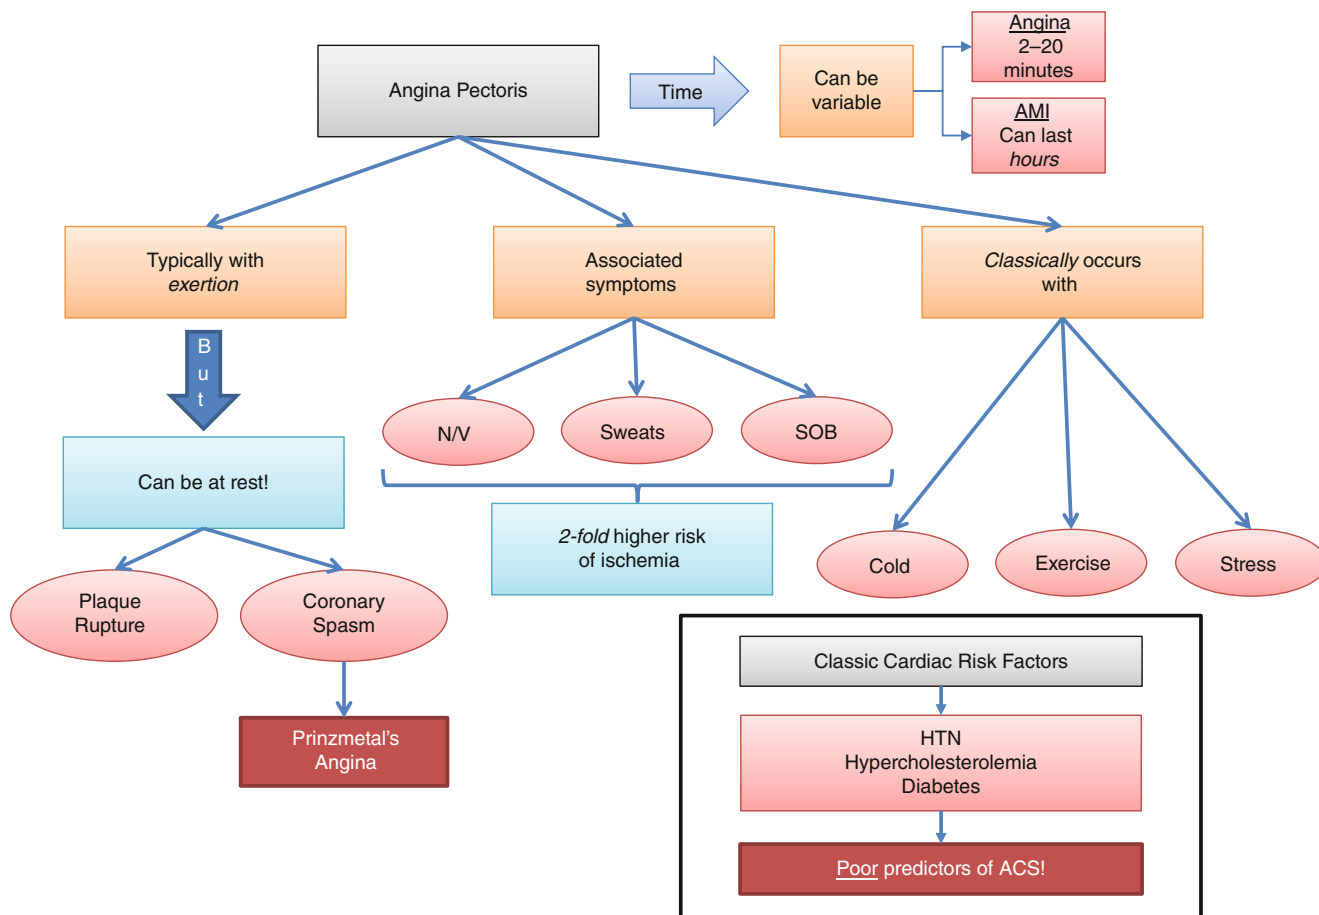 Angina Pectoris
Time
Can be
variable
Angina
2–20
minutes
AMI
Can last
hours
Typically with
exertion
Associated
symptoms
Classically occurs
with
B
u
t
Can be at rest!
Plaque
Rupture
Coronary
Spasm
Prinzmetal's
Angina
N/V
Sweats
SOB
2-fold higher risk
of ischemia
Cold
Exercise
Stress
Classic Cardiac Risk Factors
HTN
Hypercholesterolemia
Diabetes
Poor predictors of ACS!